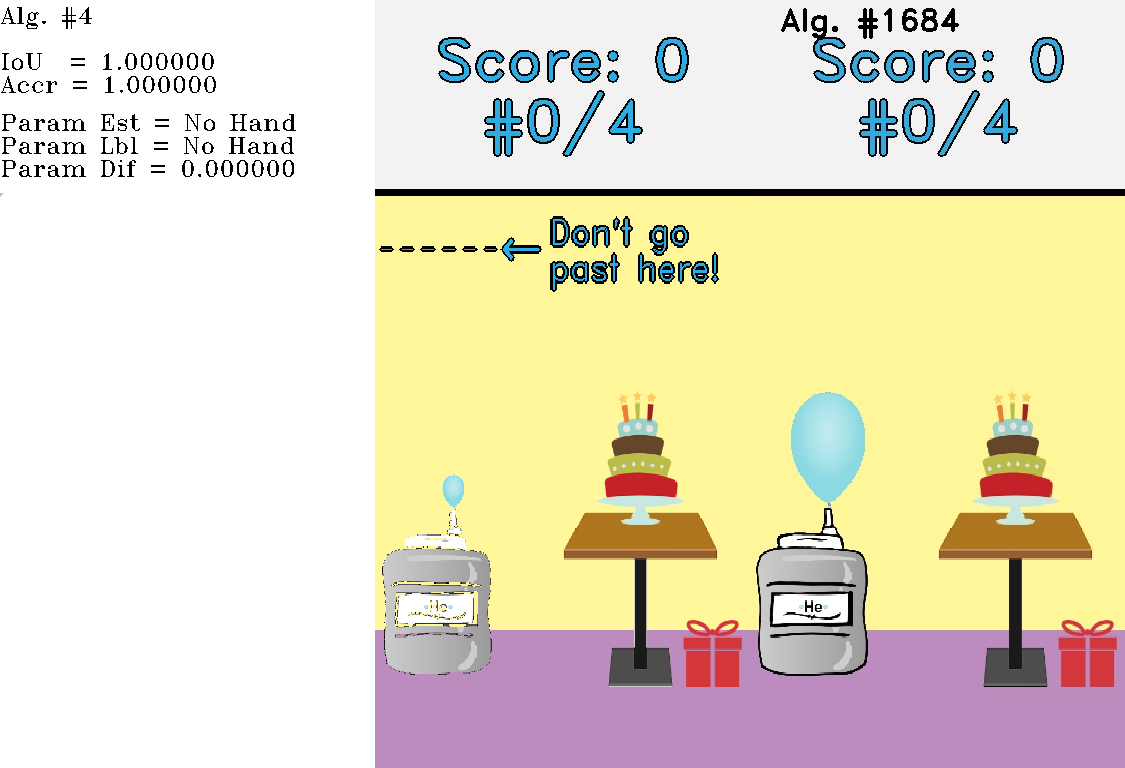 Alg. #4
IoU = 1.000000
Accr = 1.000000
Param Est = No Hand
Param Lbl = No Hand
Param Dif = 0.000000
Score: 0
#0/4
Alg. #1684
Score: 0
#0/4
Don't go
past here!
He
He